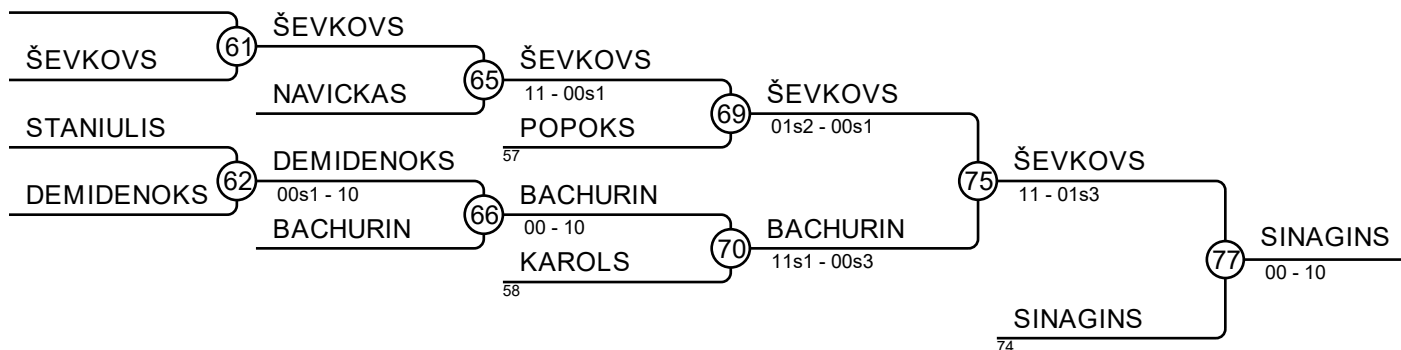 61
ŠEVKOVS
ŠEVKOVS
65
ŠEVKOVS
11 - 00s1
NAVICKAS
69
ŠEVKOVS
01s2 - 00s1
STANIULIS
POPOKS
57
62
DEMIDENOKS
00s1 - 10
75
ŠEVKOVS
11 - 01s3
DEMIDENOKS
66
BACHURIN
00 - 10
BACHURIN
70
BACHURIN
11s1 - 00s3
77
SINAGINS
00 - 10
KAROLS
58
SINAGINS
74